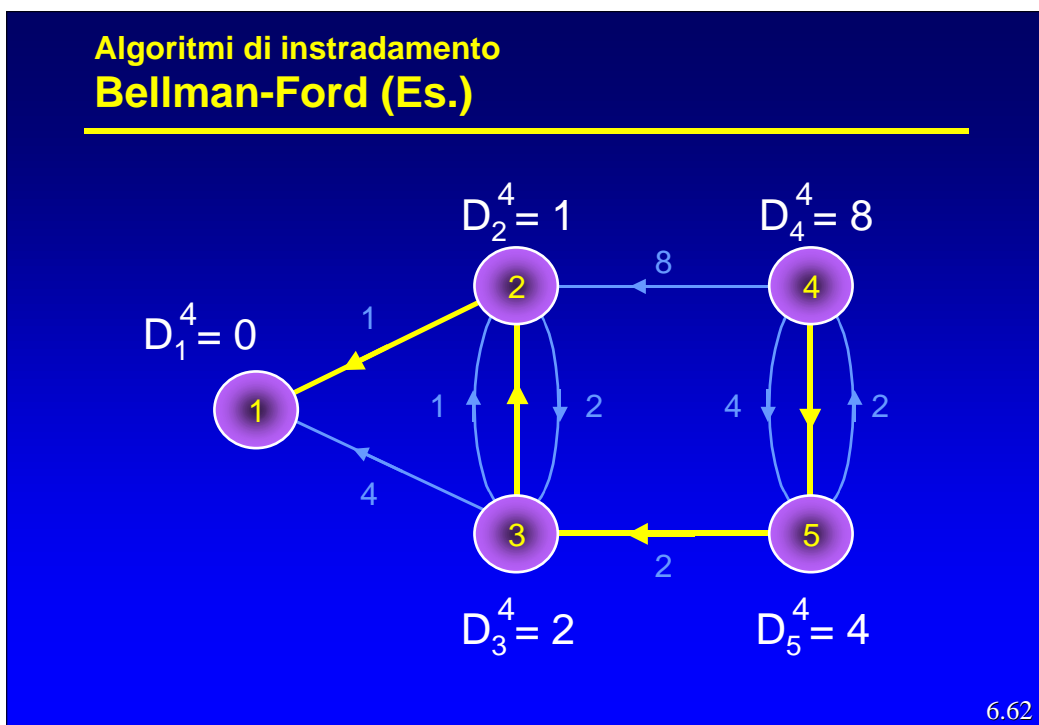 Algoritmi di instradamento
Bellman-Ford (Es.)
D₂⁴= 1
D₄⁴= 8
8
2
4
1
D₁⁴= 0
1
1
2
4
2
4
3
5
2
D₃⁴= 2
D₅⁴= 4
6.62